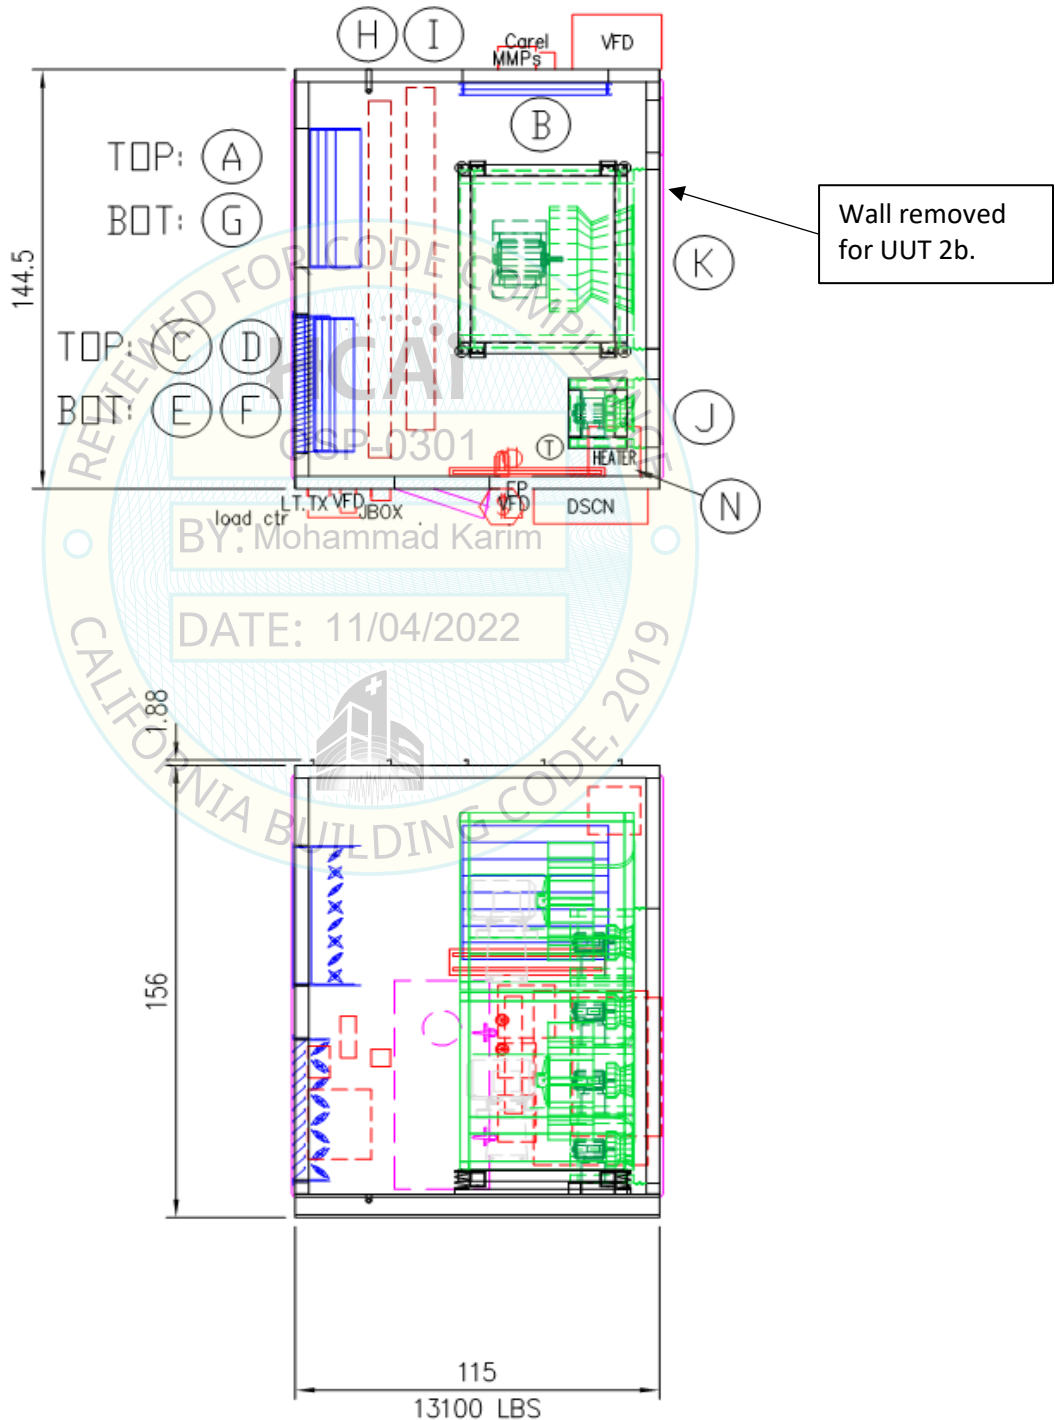 H I
Carel
MMPs
VFD
B
TOP: A
BOT: G
Wall removed
for UUT 2b.
K
144.5
TOP: C D
BOT: E F
J
T
HEATER
N
LT. TX VFD
JBOX
load ctr
EP
VFD
DSCN
REVIEWED FOR CODE COMPLIANCE
HCAI
OSP-0301
BY: Mohammad Karim
DATE: 11/04/2022
CALIFORNIA BUILDING CODE, 2019
1.88
156
115
13100 LBS